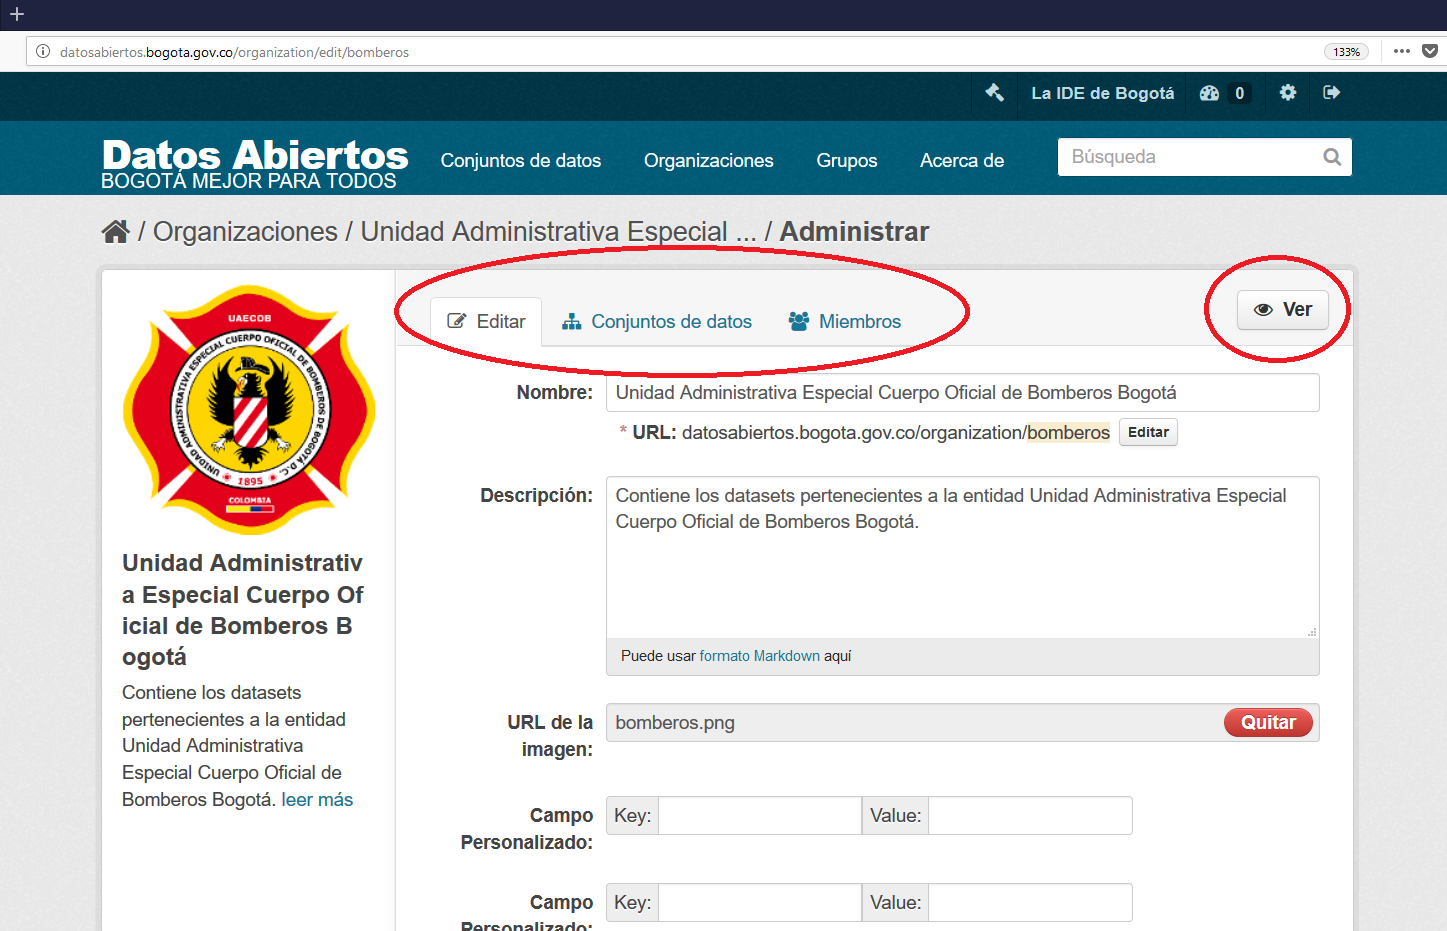 datosabiertos.bogota.gov.co/organization/edit/bomberos
133%
La IDE de Bogotá
0
Datos Abiertos
BOGOTÁ MEJOR PARA TODOS
Conjuntos de datos
Organizaciones
Grupos
Acerca de
Búsqueda
/ Organizaciones / Unidad Administrativa Especial ... / Administrar
UAECOB
UNIDAD ADMINISTRATIVA ESPECIAL CUERPO OFICIAL DE BOMBEROS DE BOGOTÁ D.C.
1895
COLOMBIA
Unidad Administrativ
a Especial Cuerpo Of
icial de Bomberos B
ogotá
Contiene los datasets
pertenecientes a la entidad
Unidad Administrativa
Especial Cuerpo Oficial de
Bomberos Bogotá. leer más
Editar
Conjuntos de datos
Miembros
Ver
Nombre: Unidad Administrativa Especial Cuerpo Oficial de Bomberos Bogotá
* URL: datosabiertos.bogota.gov.co/organization/bomberos Editar
Descripción: Contiene los datasets pertenecientes a la entidad Unidad Administrativa Especial
Cuerpo Oficial de Bomberos Bogotá.
Puede usar formato Markdown aquí
URL de la
imagen:
bomberos.png
Quitar
Campo
Personalizado:
Key:
Value:
Campo
Personalizado:
Key:
Value: